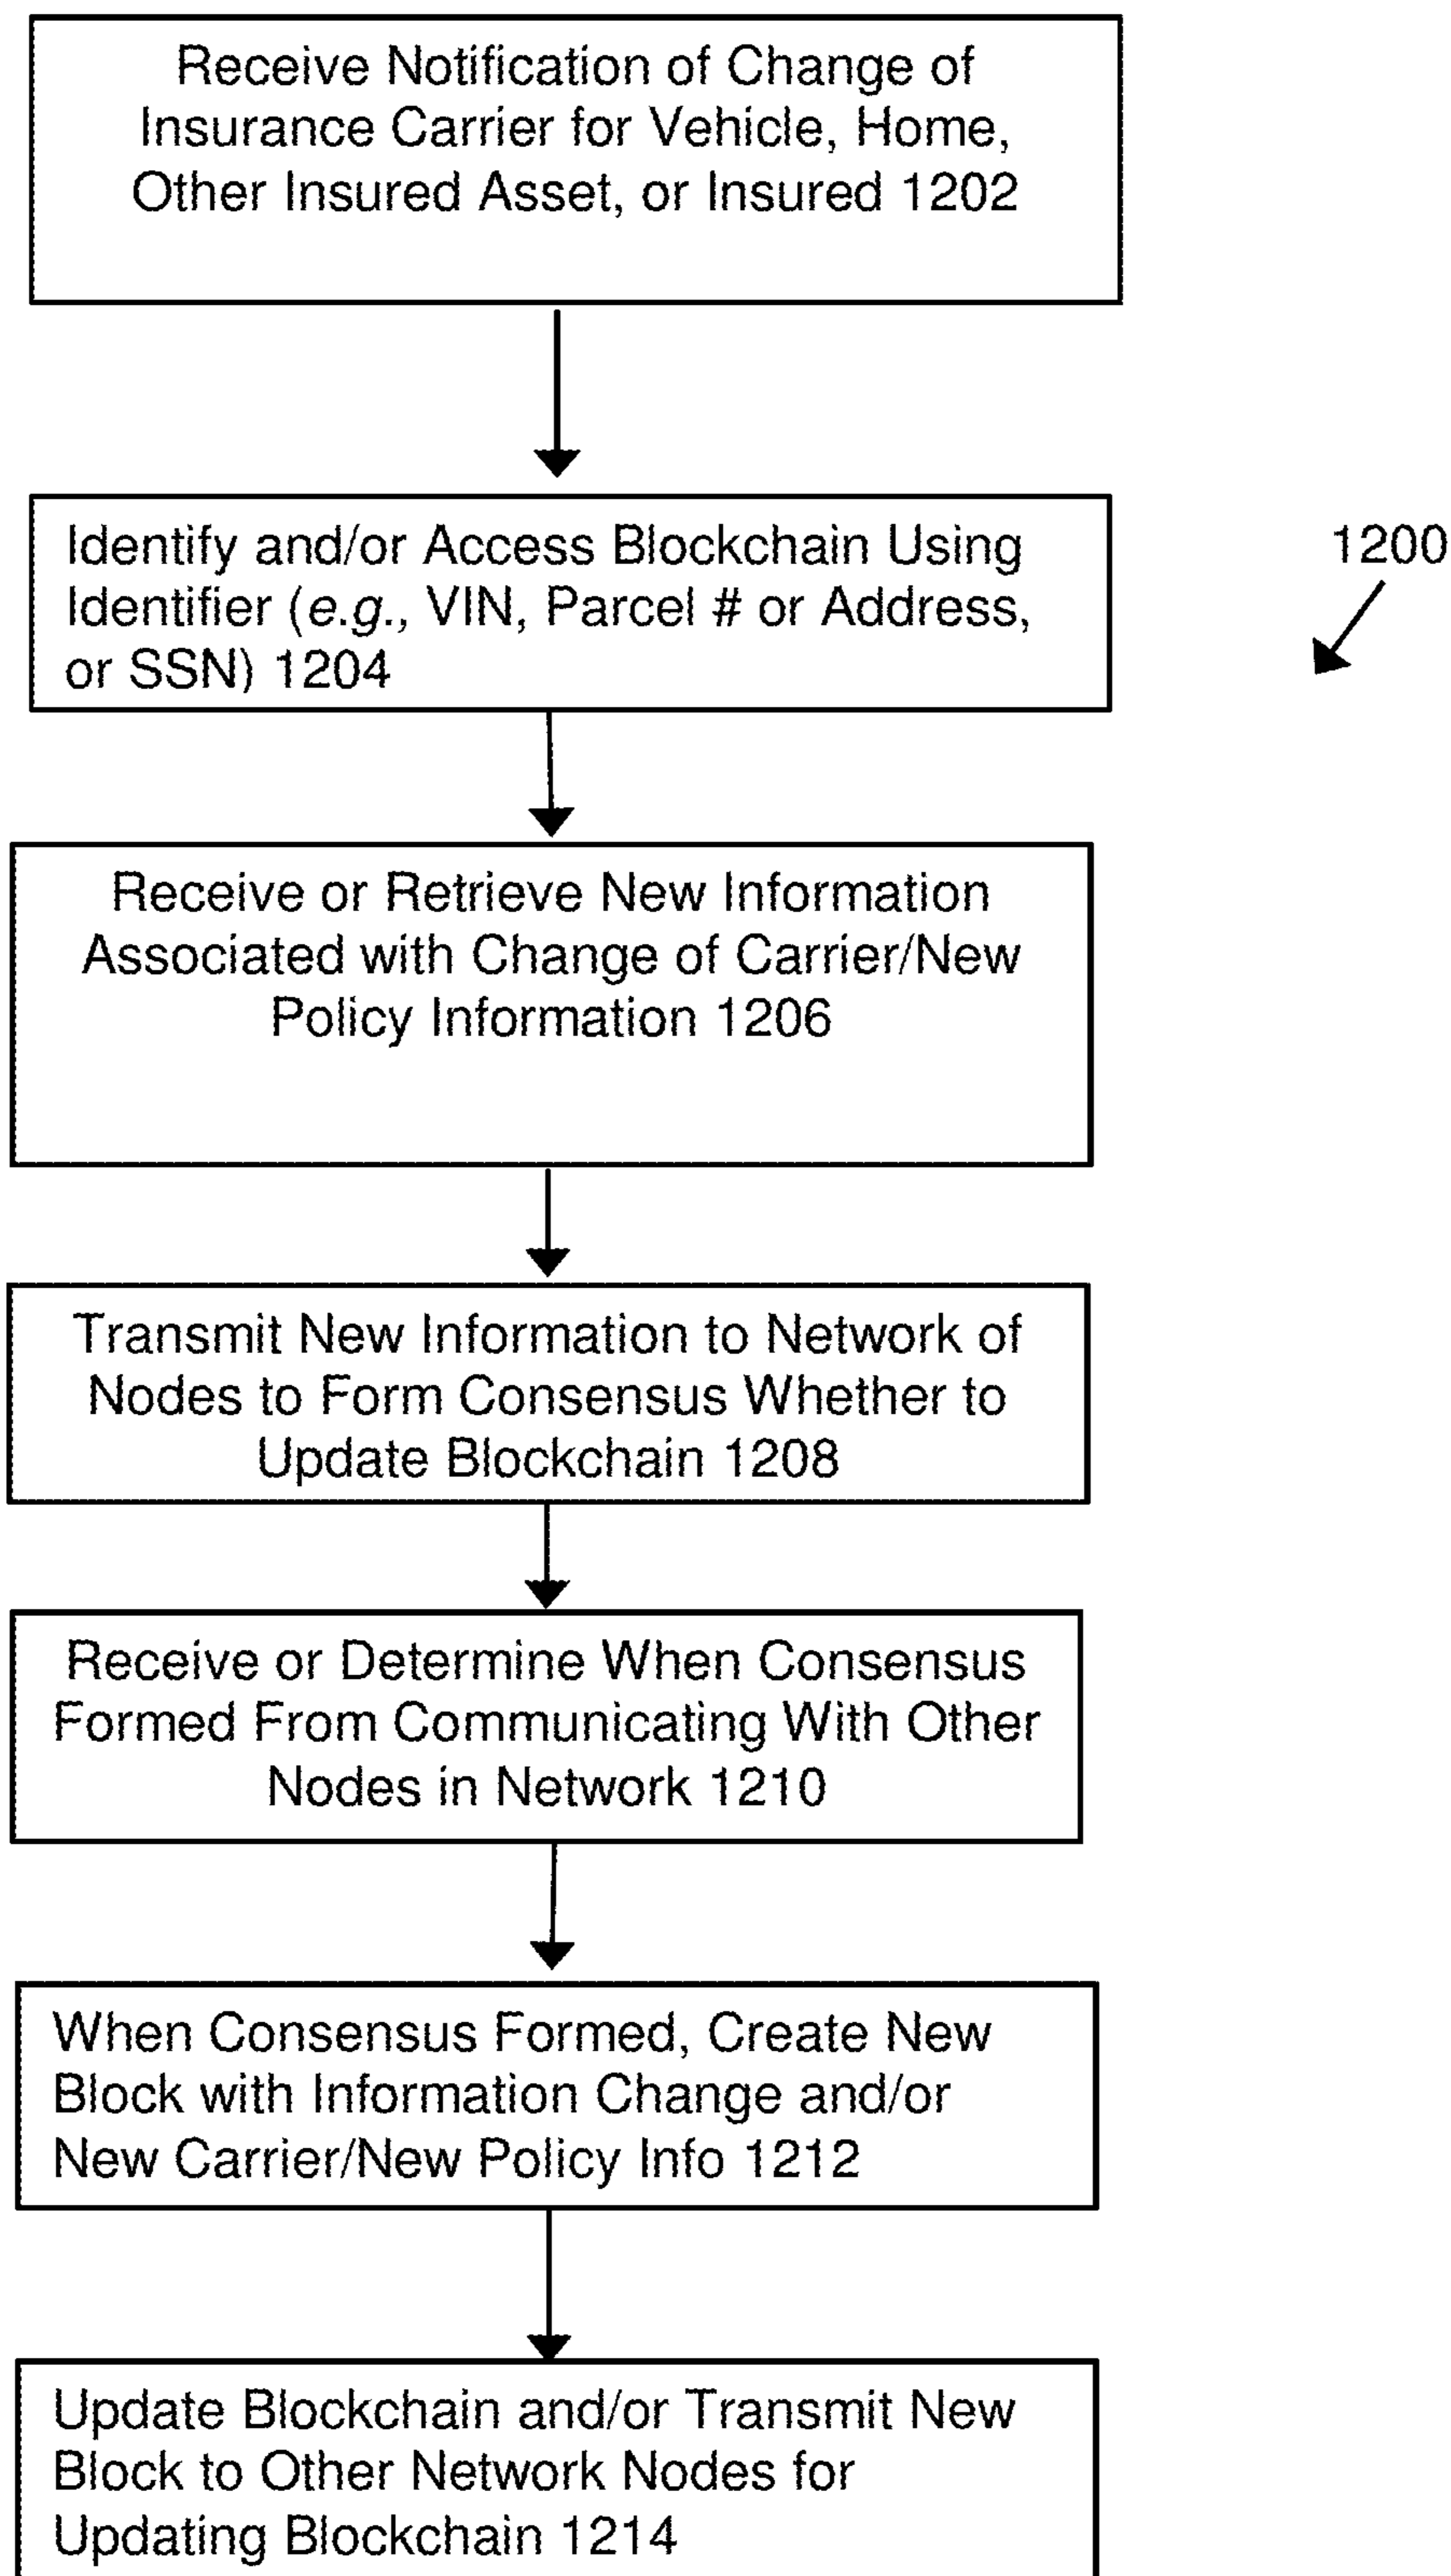 Receive Notification of Change of
Insurance Carrier for Vehicle, Home,
Other Insured Asset, or Insured 1202
Identify and/or Access Blockchain Using
Identifier (e.g., VIN, Parcel # or Address,
or SSN) 1204
1200
Receive or Retrieve New Information
Associated with Change of Carrier/New
Policy Information 1206
Transmit New Information to Network of
Nodes to Form Consensus Whether to
Update Blockchain 1208
Receive or Determine When Consensus
Formed From Communicating With Other
Nodes in Network 1210
When Consensus Formed, Create New
Block with Information Change and/or
New Carrier/New Policy Info 1212
Update Blockchain and/or Transmit New
Block to Other Network Nodes for
Updating Blockchain 1214